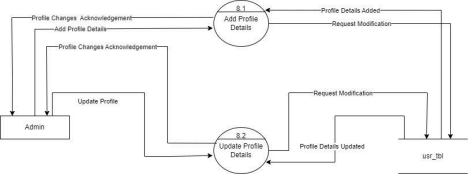 8.1
Add Profile
Details
Profile Changes Acknowledgement
Add Profile Details
Profile Changes Acknowledgement
Profile Details Added
Request Modification
Update Profile
Request Modification
Admin
8.2
Update Profile
Details
Profile Details Updated
usr_tbl